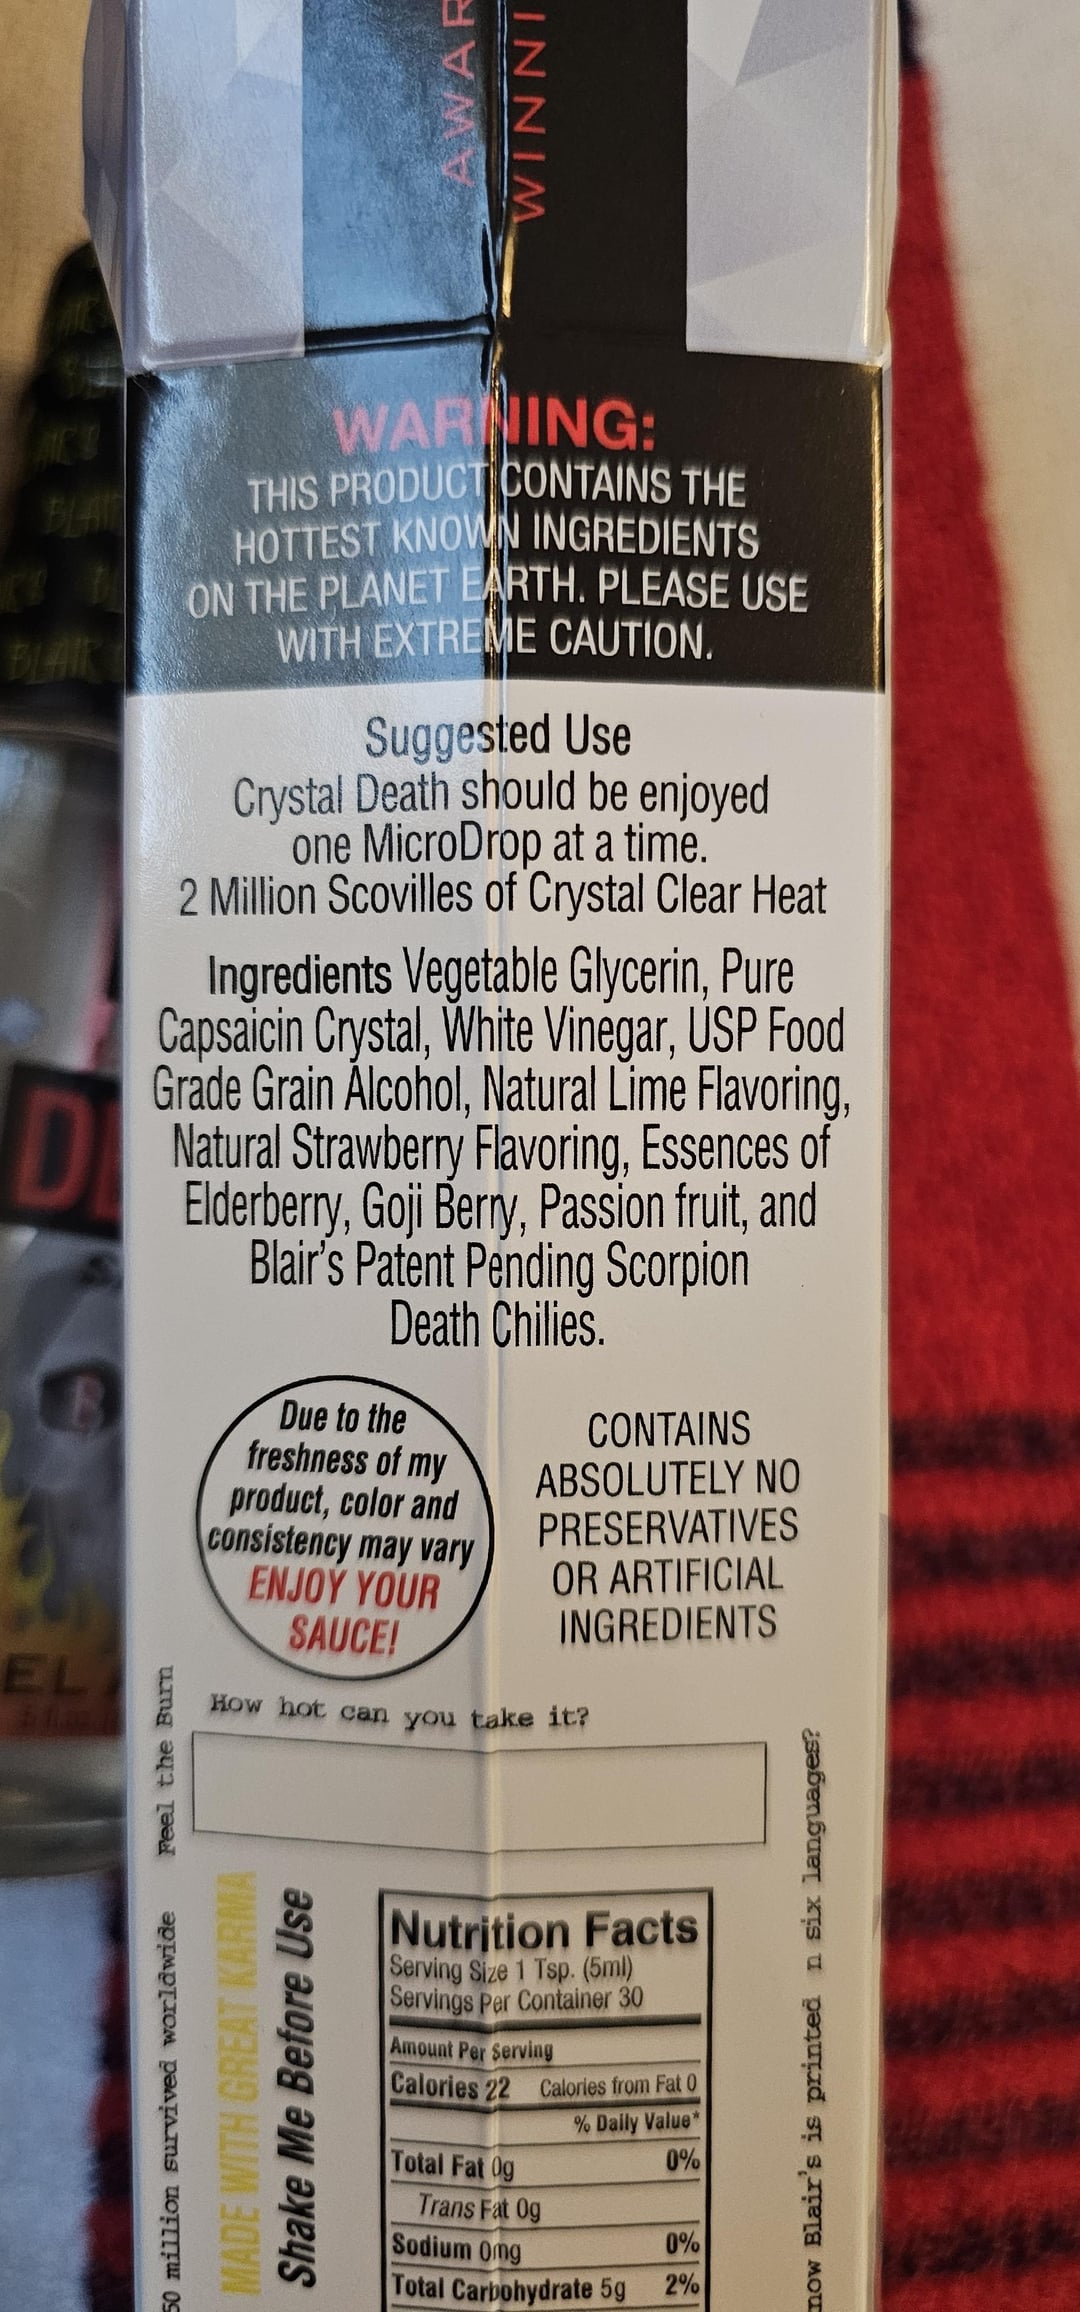 AWAR
WINNI
WARNING:
THIS PRODUCT CONTAINS THE
HOTTEST KNOWN INGREDIENTS
ON THE PLANET EARTH. PLEASE USE
WITH EXTREME CAUTION.
Suggested Use
Crystal Death should be enjoyed
one MicroDrop at a time.
2 Million Scovilles of Crystal Clear Heat
Ingredients Vegetable Glycerin, Pure
Capsaicin Crystal, White Vinegar, USP Food
Grade Grain Alcohol, Natural Lime Flavoring,
Natural Strawberry Flavoring, Essences of
Elderberry, Goji Berry, Passion fruit, and
Blair's Patent Pending Scorpion
Death Chilies.
Due to the
freshness of my
product, color and
consistency may vary
ENJOY YOUR
SAUCE!
CONTAINS
ABSOLUTELY NO
PRESERVATIVES
OR ARTIFICIAL
INGREDIENTS
How hot can you take it?
50 million survived worldwide Feel the Burn
MADE WITH GREAT KARMA
Shake Me Before Use
Nutrition Facts
Serving Size 1 Tsp. (5ml)
Servings Per Container 30
Amount Per Serving
Calories 22 Calories from Fat 0
% Daily Value*
Total Fat 0g 0%
Trans Fat 0g
Sodium 0mg 0%
Total Carbohydrate 5g 2%
now Blair's is printed n six languages?